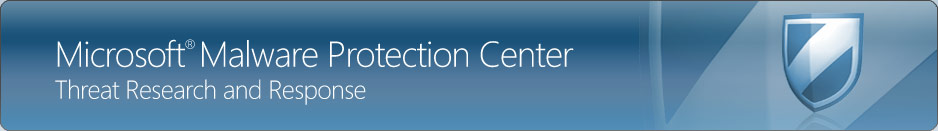 Microsoft® Malware Protection Center
Threat Research and Response